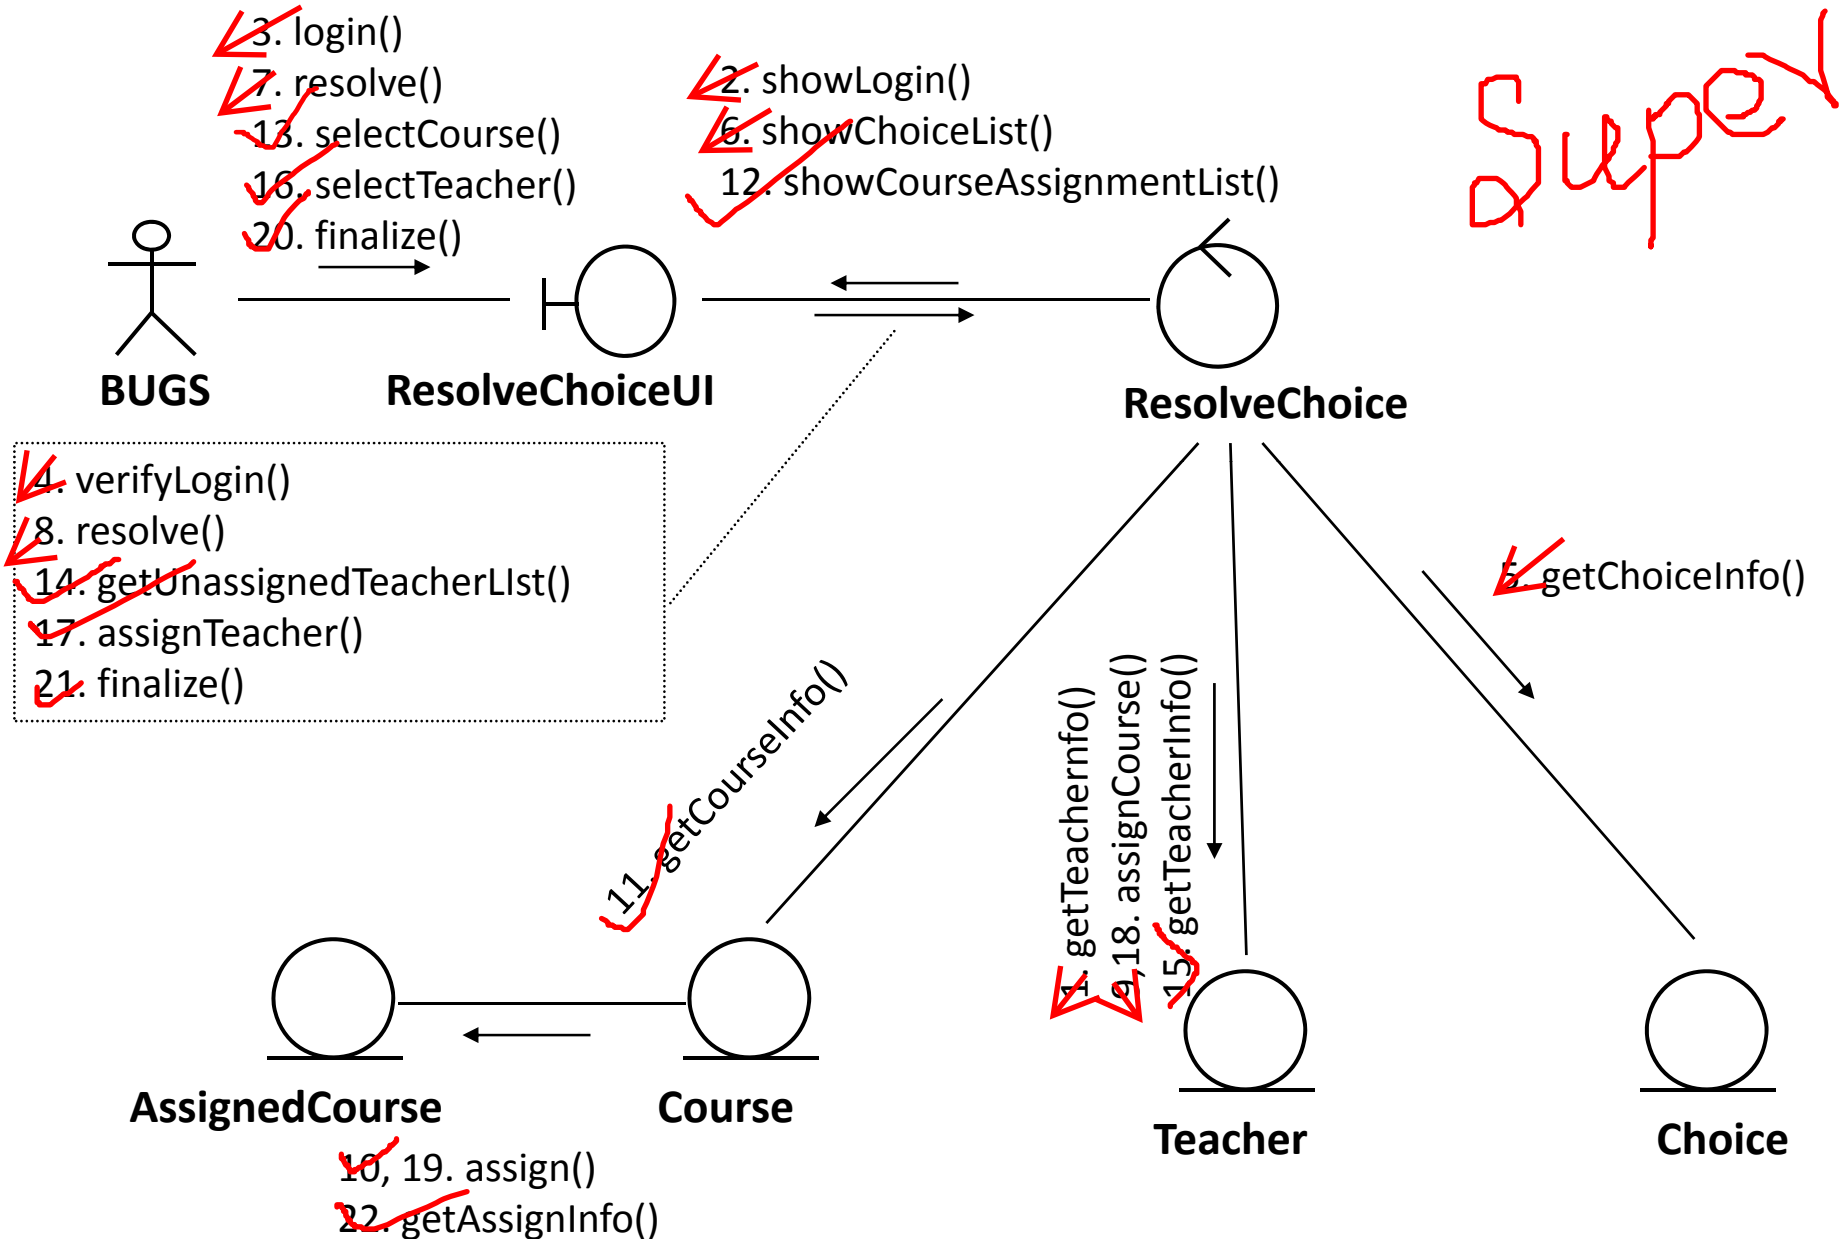 3. login()
7. resolve()
13. selectCourse()
16. selectTeacher()
20. finalize()
2. showLogin()
6. showChoiceList()
12. showCourseAssignmentList()
Super
BUGS
ResolveChoiceUI
ResolveChoice
4. verifyLogin()
8. resolve()
14. getUnassignedTeacherLIst()
17. assignTeacher()
21. finalize()
5. getChoiceInfo()
11. getCourseInfo()
1. getTeachernfo()
9,18. assignCourse()
15. getTeacherInfo()
AssignedCourse
Course
Teacher
Choice
10, 19. assign()
22. getAssignInfo()